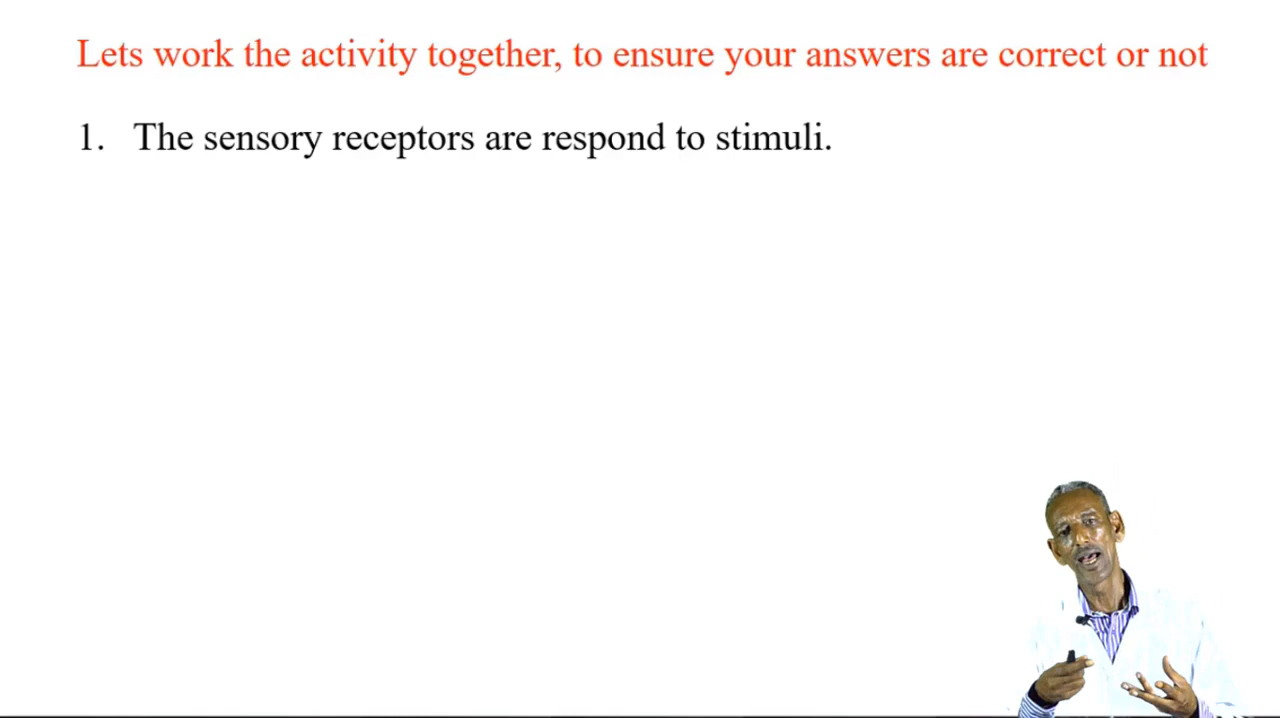 Lets work the activity together, to ensure your answers are correct or not
1. The sensory receptors are respond to stimuli.